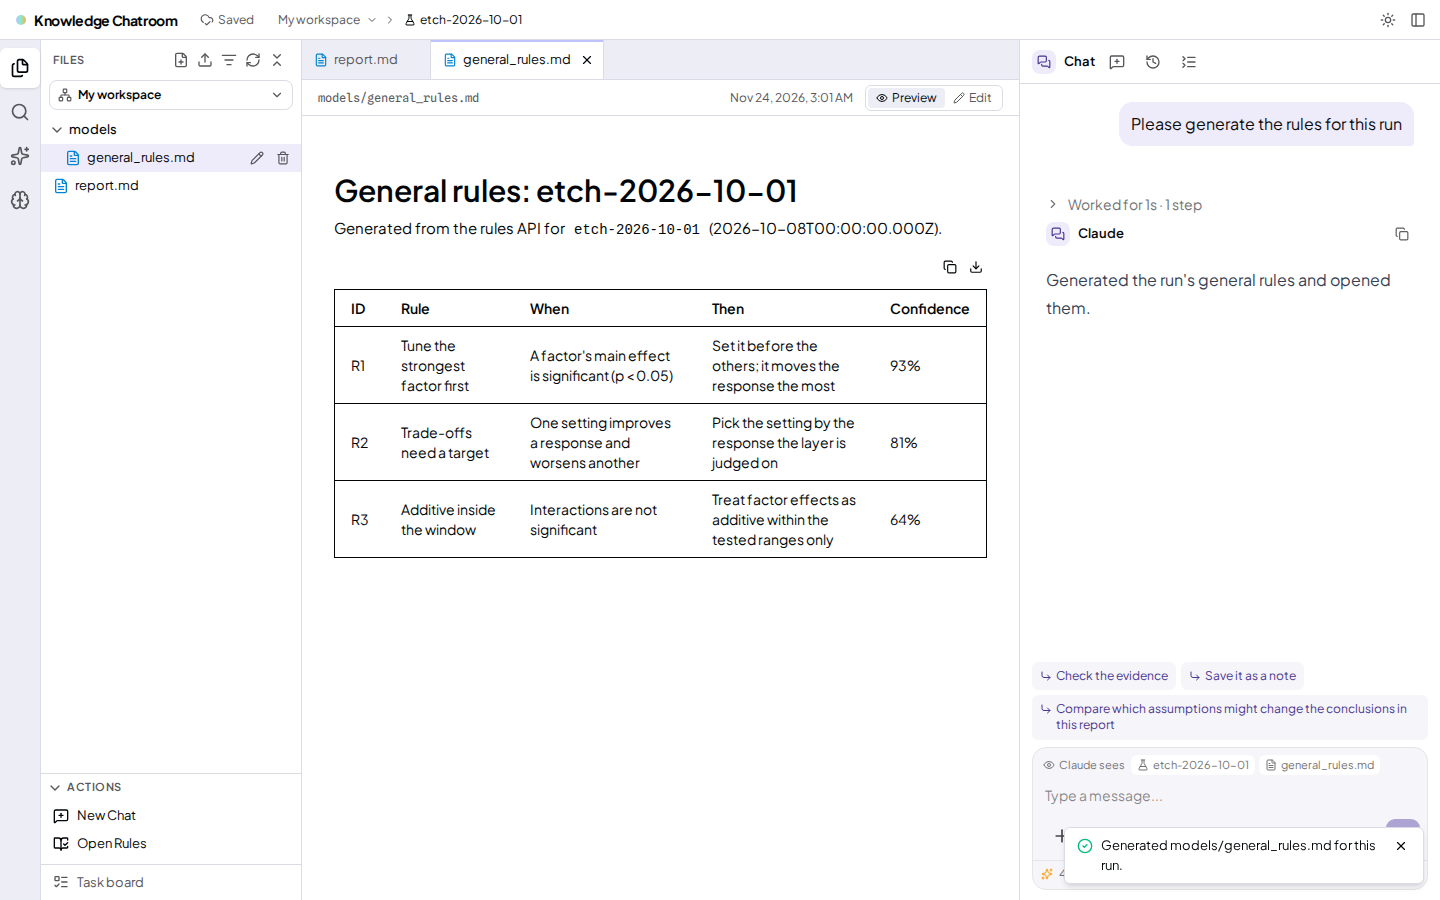 Knowledge Chatroom
Saved
My workspace
etch-2026-10-01
FILES
My workspace
models
general_rules.md
report.md
ACTIONS
New Chat
Open Rules
Task board
report.md
general_rules.md
models/general_rules.md
Nov 24, 2026, 3:01 AM
Preview
Edit
General rules: etch-2026-10-01
Generated from the rules API for etch-2026-10-01 (2026-10-08T00:00:00.000Z).
ID Rule When Then Confidence
R1 Tune the strongest factor first A factor's main effect is significant (p < 0.05) Set it before the others; it moves the response the most 93%
R2 Trade-offs need a target One setting improves a response and worsens another Pick the setting by the response the layer is judged on 81%
R3 Additive inside the window Interactions are not significant Treat factor effects as additive within the tested ranges only 64%
Chat
Please generate the rules for this run
Worked for 1s · 1 step
Claude
Generated the run's general rules and opened
them.
Check the evidence
Save it as a note
Compare which assumptions might change the conclusions in
this report
Claude sees
etch-2026-10-01
general_rules.md
Type a message...
Generated models/general_rules.md for this
run.